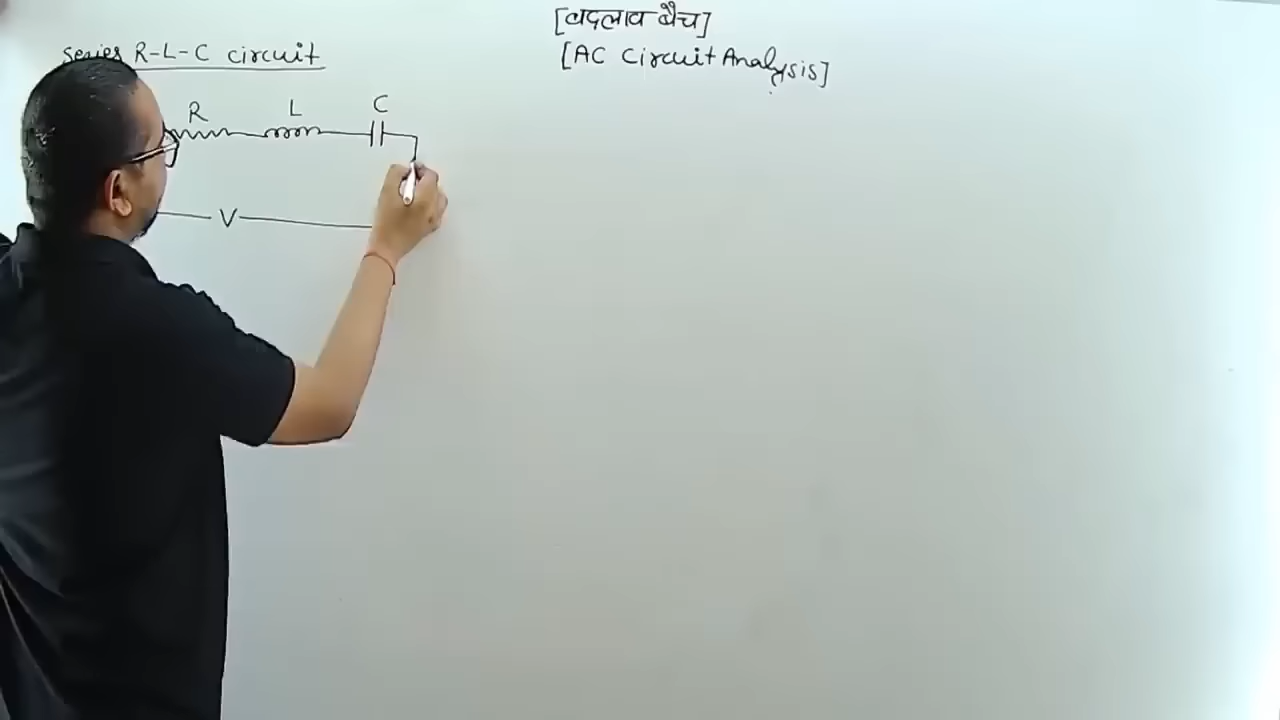 [बदलाव बैच]
[AC Circuit Analysis]
series R-L-C circuit
R L C
V